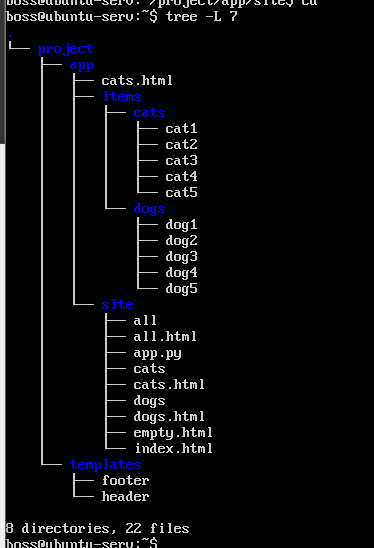 boss@ubuntu-serv:~/project/app/site$ cd
boss@ubuntu-serv:~$ tree -L 7
.
└── project
    ├── app
    │   ├── cats.html
    │   ├── items
    │   │   ├── cats
    │   │   │   ├── cat1
    │   │   │   ├── cat2
    │   │   │   ├── cat3
    │   │   │   ├── cat4
    │   │   │   └── cat5
    │   │   └── dogs
    │   │       ├── dog1
    │   │       ├── dog2
    │   │       ├── dog3
    │   │       ├── dog4
    │   │       └── dog5
    │   └── site
    │       ├── all
    │       ├── all.html
    │       ├── app.py
    │       ├── cats
    │       ├── cats.html
    │       ├── dogs
    │       ├── dogs.html
    │       ├── empty.html
    │       └── index.html
    └── templates
        ├── footer
        └── header
8 directories, 22 files
boss@ubuntu-serv:~$